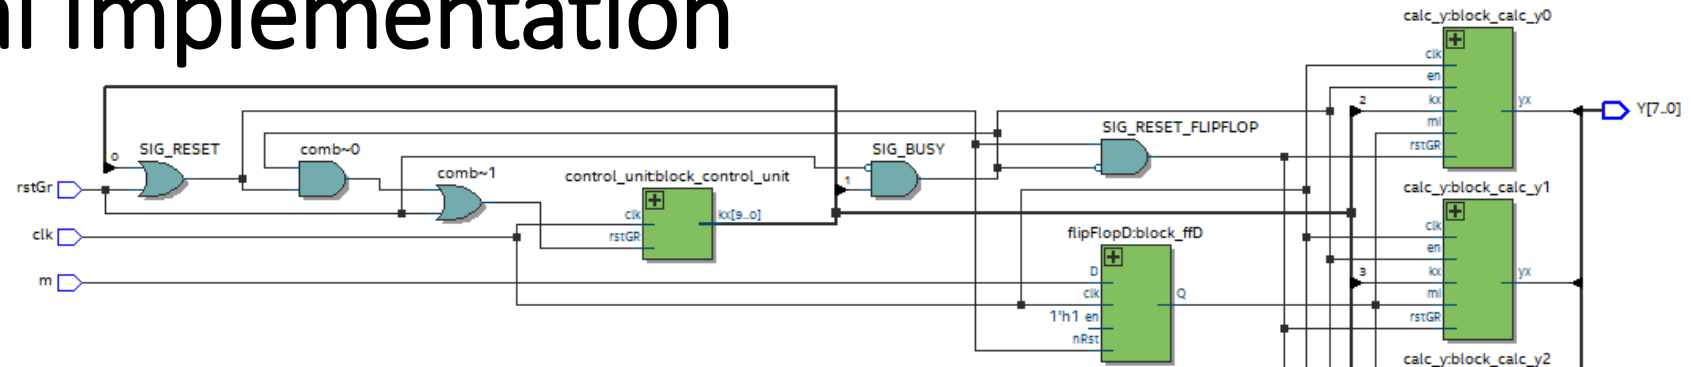 al Implementation
calc_y:block_calc_y0
clk
en
2 kx
yx
Y[7..0]
ml
rstGR
SIG_RESET
comb~0
SIG_BUSY
SIG_RESET_FLIPFLOP
0
comb~1
control_unit:block_control_unit
1
rstGr
clk
kx[9..0]
rstGR
calc_y:block_calc_y1
clk
en
3 kx
yx
ml
rstGR
clk
flipFlopD:block_ffD
D
clk
Q
1'h1 en
nRst
m
calc_y:block_calc_y2